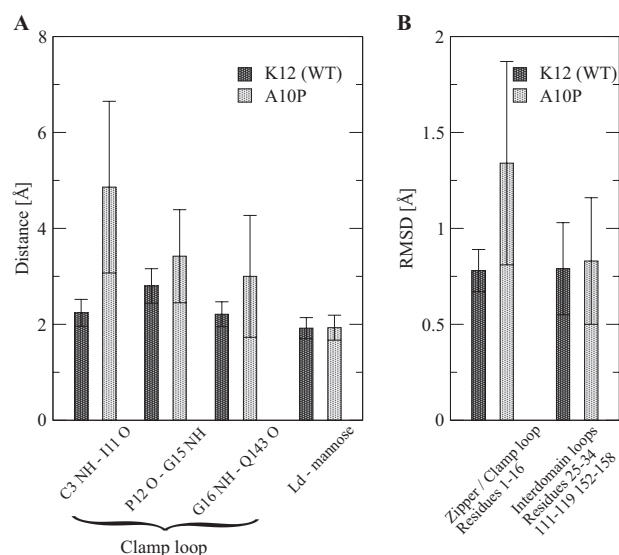 A
Distance [Å]
8
6
4
2
0
K12 (WT)
A10P
C3 NH - I11 O
P12 O - G15 NH
G16 NH - Q143 O
Ld - mannose
Clamp loop
B
RMSD [Å]
2
1.5
1
0.5
0
K12 (WT)
A10P
Zipper / Clamp loop
Residues 1-16
Interdomain loops
Residues 25-34
111-119 152-158